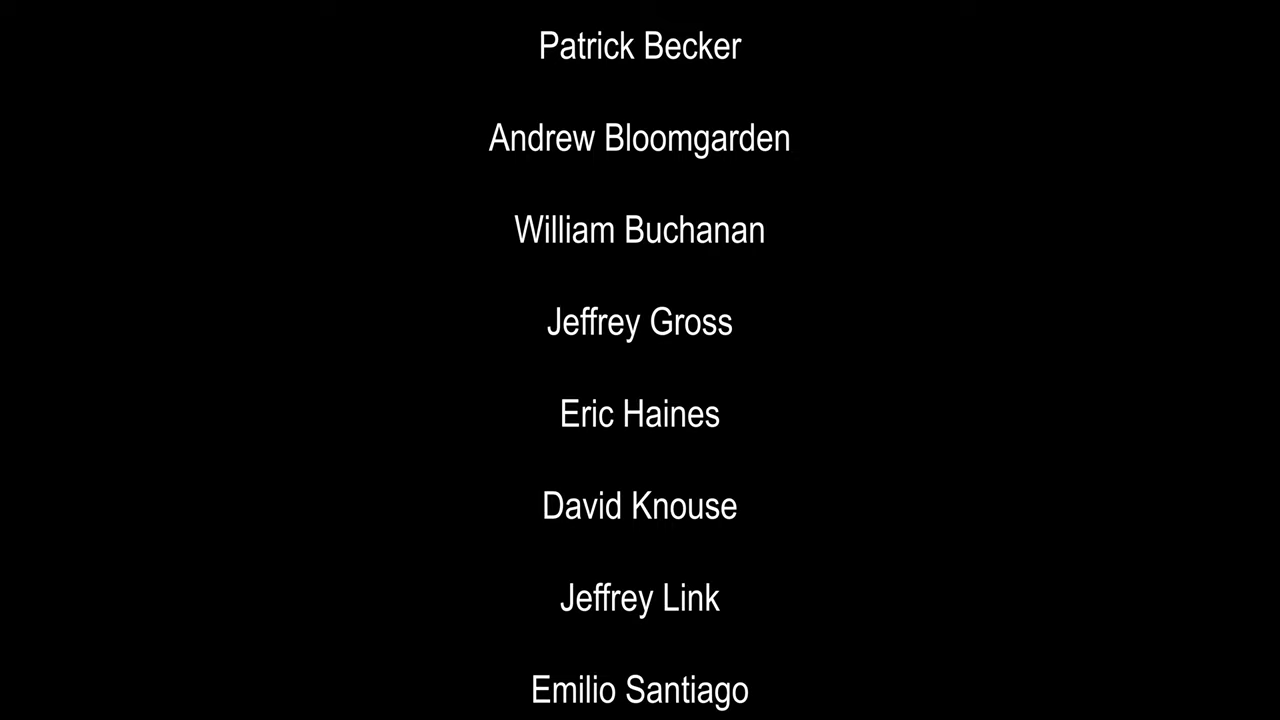 Patrick Becker
Andrew Bloomgarden
William Buchanan
Jeffrey Gross
Eric Haines
David Knouse
Jeffrey Link
Emilio Santiago